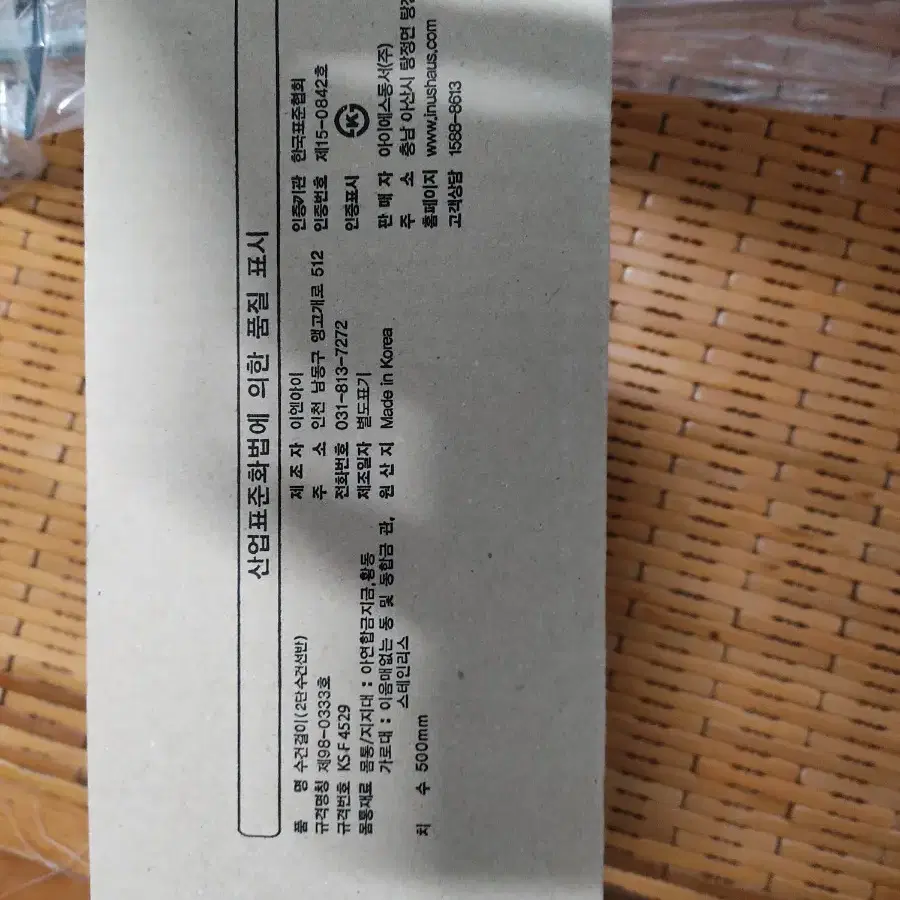 산업표준화법에 의한 품질 표시
품 명 수건걸이(2단수건선반)
규격명칭 제98-0333호
규격번호 KS F 4529
몸통재료 몸통/지지대 : 아연합금지금,황동
가로대 : 이음매없는 동 및 동합금 관,
스테인리스
치 수 500mm
제 조 자 이엔아이
주 소 인천 남동구 앵고개로 512
전화번호 031-813-7272
제조일자 별도표기
원 산 지 Made in Korea
인증기관 한국표준협회
인증번호 제15-0842호
인증표시
판 매 자 아이에스동서(주)
주 소 충남 아산시 탕정면
홈페이지 www.inushaus.com
고객상담 1588-8613